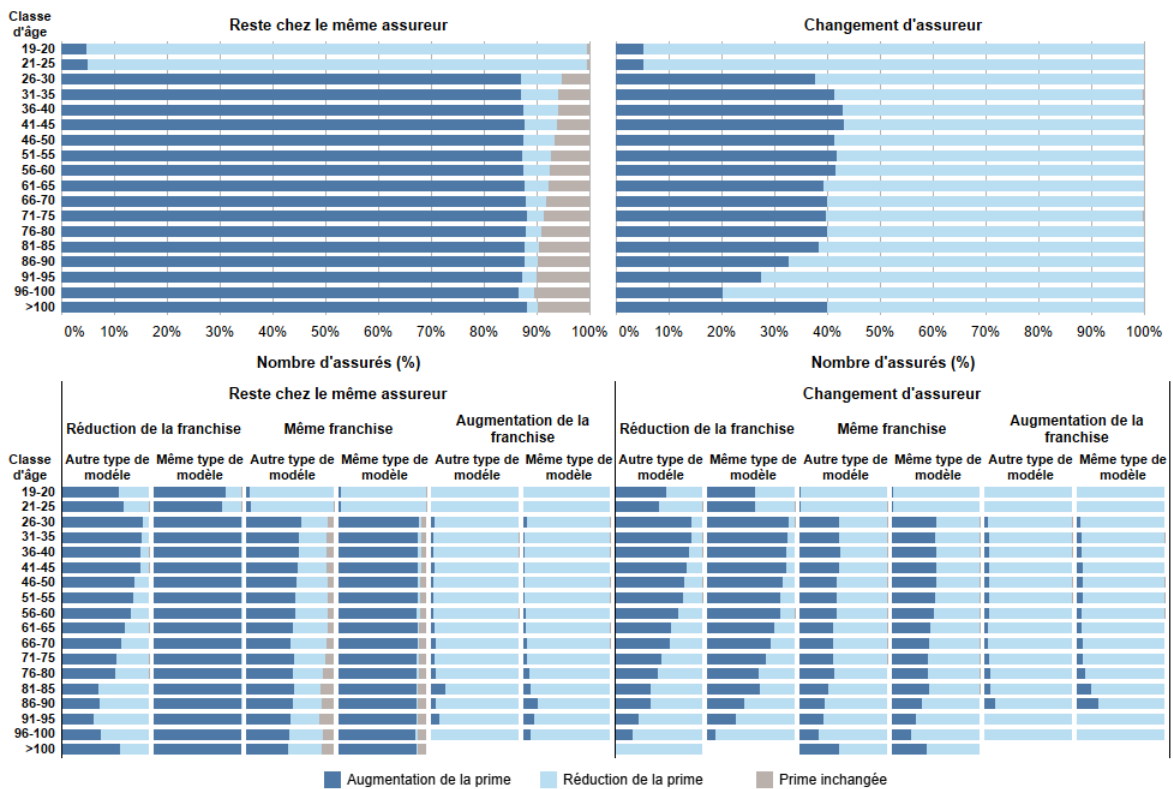 Classe
d'âge
Reste chez le même assureur
Changement d'assureur
19-20
21-25
26-30
31-35
36-40
41-45
46-50
51-55
56-60
61-65
66-70
71-75
76-80
81-85
86-90
91-95
96-100
>100
0% 10% 20% 30% 40% 50% 60% 70% 80% 90% 100%
0% 10% 20% 30% 40% 50% 60% 70% 80% 90% 100%
Nombre d'assurés (%)
Nombre d'assurés (%)
Reste chez le même assureur
Changement d'assureur
Réduction de la franchise
Même franchise
Augmentation de la
franchise
Réduction de la franchise
Même franchise
Augmentation de la
franchise
Classe
d'âge
Autre type de
modéle
Même type de
modèle
Autre type de
modéle
Même type de
modèle
Autre type de
modéle
Même type de
modèle
Autre type de
modéle
Même type de
modèle
Autre type de
modéle
Même type de
modèle
Autre type de
modéle
Même type de
modèle
19-20
21-25
26-30
31-35
36-40
41-45
46-50
51-55
56-60
61-65
66-70
71-75
76-80
81-85
86-90
91-95
96-100
>100
Augmentation de la prime
Réduction de la prime
Prime inchangée